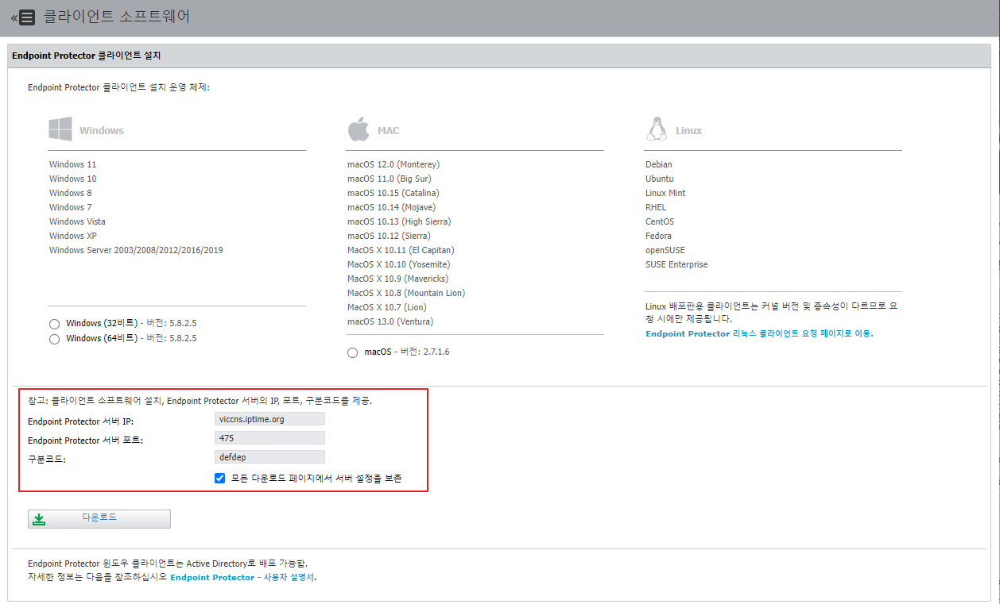 클라이언트 소프트웨어
Endpoint Protector 클라이언트 설치
Endpoint Protector 클라이언트 설치 운영 체제:
Windows
Windows 11
Windows 10
Windows 8
Windows 7
Windows Vista
Windows XP
Windows Server 2003/2008/2012/2016/2019
Windows (32비트) - 버전: 5.8.2.5
Windows (64비트) - 버전: 5.8.2.5
MAC
macOS 12.0 (Monterey)
macOS 11.0 (Big Sur)
macOS 10.15 (Catalina)
macOS 10.14 (Mojave)
macOS 10.13 (High Sierra)
macOS 10.12 (Sierra)
MacOS X 10.11 (El Capitan)
MacOS X 10.10 (Yosemite)
MacOS X 10.9 (Mavericks)
MacOS X 10.8 (Mountain Lion)
MacOS X 10.7 (Lion)
macOS 13.0 (Ventura)
macOS - 버전: 2.7.1.6
Linux
Debian
Ubuntu
Linux Mint
RHEL
CentOS
Fedora
openSUSE
SUSE Enterprise
Linux 배포판용 클라이언트는 커널 버전 및 종속성이 다르므로 요
청 시에만 제공됩니다.
Endpoint Protector 리눅스 클라이언트 요청 페이지로 이동.
참고: 클라이언트 소프트웨어 설치, Endpoint Protector 서버의 IP, 포트, 구분코드를 제공.
Endpoint Protector 서버 IP: viccns.iptime.org
Endpoint Protector 서버 포트: 475
구분코드: defdep
모든 다운로드 페이지에서 서버 설정을 보존
다운로드
Endpoint Protector 윈도우 클라이언트는 Active Directory로 배포 가능함.
자세한 정보는 다음을 참조하십시오 Endpoint Protector - 사용자 설명서.